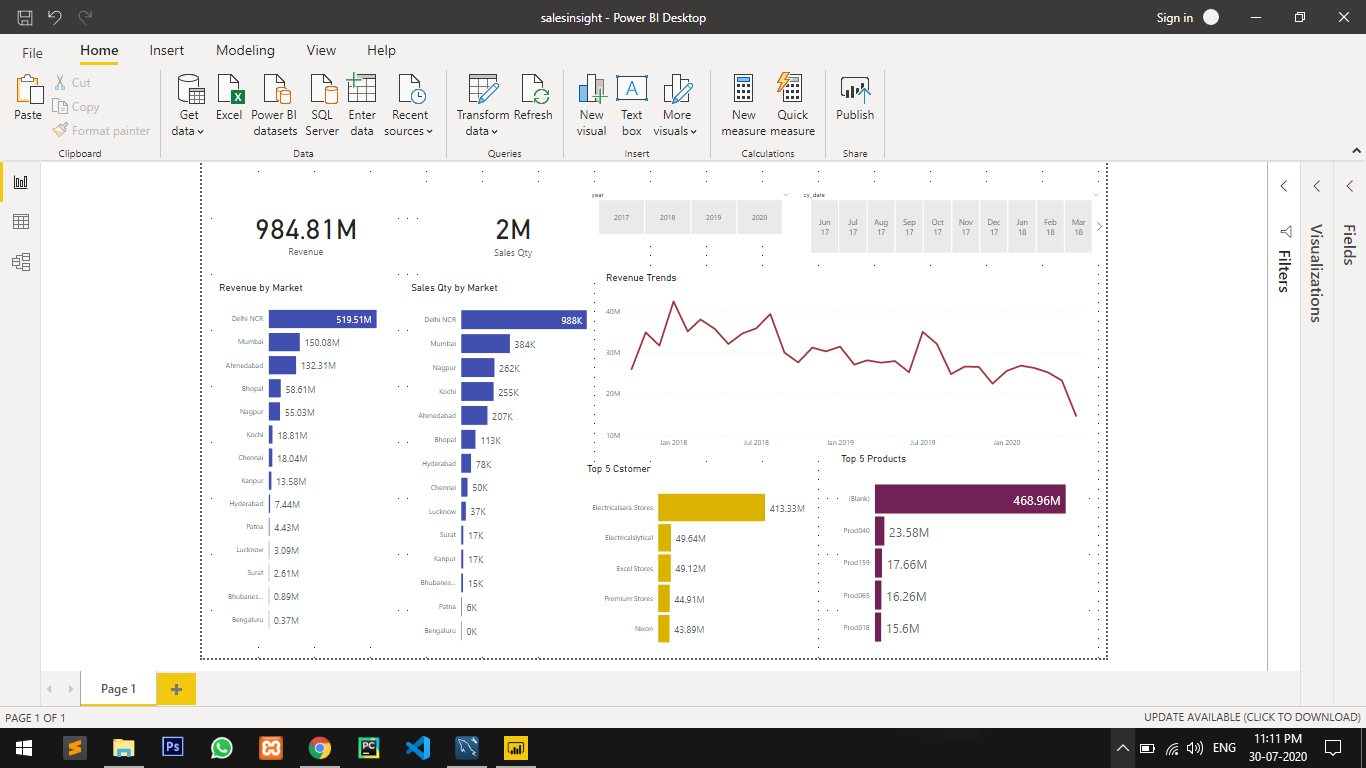 salesinsight - Power BI Desktop
Sign in
File
Home
Insert
Modeling
View
Help
Paste
Cut
Copy
Format painter
Clipboard
Get
data
Excel
Power BI
datasets
SQL
Server
Enter
data
Recent
sources
Data
Transform
data
Refresh
Queries
New
visual
Text
box
More
visuals
Insert
New
measure
Quick
measure
Calculations
Publish
Share
984.81M
Revenue
2M
Sales Qty
year
2017
2018
2019
2020
cy_date
Jun
17
Jul
17
Aug
17
Sep
17
Oct
17
Nov
17
Dec
17
Jan
18
Feb
18
Mar
18
Revenue by Market
Delhi NCR 519.51M
Mumbai 150.08M
Ahmedabad 132.31M
Bhopal 58.61M
Nagpur 55.03M
Kochi 18.81M
Chennai 18.04M
Kanpur 13.58M
Hyderabad 7.44M
Patna 4.43M
Lucknow 3.09M
Surat 2.61M
Bhubanes... 0.89M
Bengaluru 0.37M
Sales Qty by Market
Delhi NCR 988K
Mumbai 384K
Nagpur 262K
Kochi 255K
Ahmedabad 207K
Bhopal 113K
Hyderabad 78K
Chennai 50K
Lucknow 37K
Surat 17K
Kanpur 17K
Bhubanes... 15K
Patna 6K
Bengaluru 0K
Revenue Trends
40M
30M
20M
10M
Jan 2018
Jul 2018
Jan 2019
Jul 2019
Jan 2020
Top 5 Cstomer
Electricalsara Stores 413.33M
Electricalslytical 49.64M
Excel Stores 49.12M
Premium Stores 44.91M
Nixon 43.89M
Top 5 Products
(Blank) 468.96M
Prod040 23.58M
Prod159 17.66M
Prod065 16.26M
Prod018 15.6M
Filters
Visualizations
Fields
Page 1
PAGE 1 OF 1
UPDATE AVAILABLE (CLICK TO DOWNLOAD)
Ps
PC
ENG
11:11 PM
30-07-2020